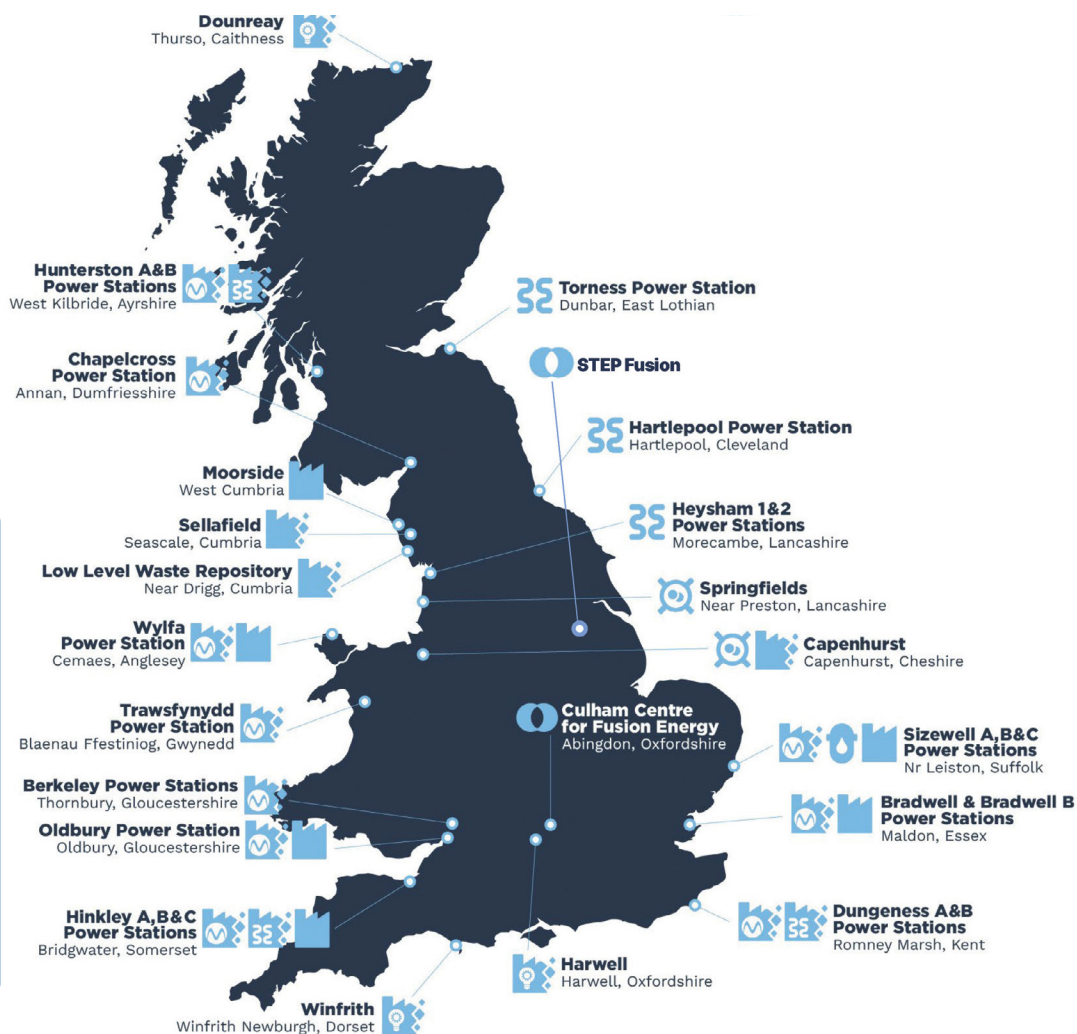 Dounreay
Thurso, Caithness
Hunterston A&B
Power Stations
West Kilbride, Ayrshire
Torness Power Station
Dunbar, East Lothian
Chapelcross
Power Station
Annan, Dumfriesshire
STEP Fusion
Hartlepool Power Station
Hartlepool, Cleveland
Moorside
West Cumbria
Sellafield
Seascale, Cumbria
Heysham 1&2
Power Stations
Morecambe, Lancashire
Low Level Waste Repository
Near Drigg, Cumbria
Springfields
Near Preston, Lancashire
Wylfa
Power Station
Cemaes, Anglesey
Capenhurst
Capenhurst, Cheshire
Trawsfynydd
Power Station
Blaenau Ffestiniog, Gwynedd
Culham Centre
for Fusion Energy
Abingdon, Oxfordshire
Sizewell A,B&C
Power Stations
Nr Leiston, Suffolk
Berkeley Power Stations
Thornbury, Gloucestershire
Bradwell & Bradwell B
Power Stations
Maldon, Essex
Oldbury Power Station
Oldbury, Gloucestershire
Hinkley A,B&C
Power Stations
Bridgwater, Somerset
Dungeness A&B
Power Stations
Romney Marsh, Kent
Harwell
Harwell, Oxfordshire
Winfrith
Winfrith Newburgh, Dorset